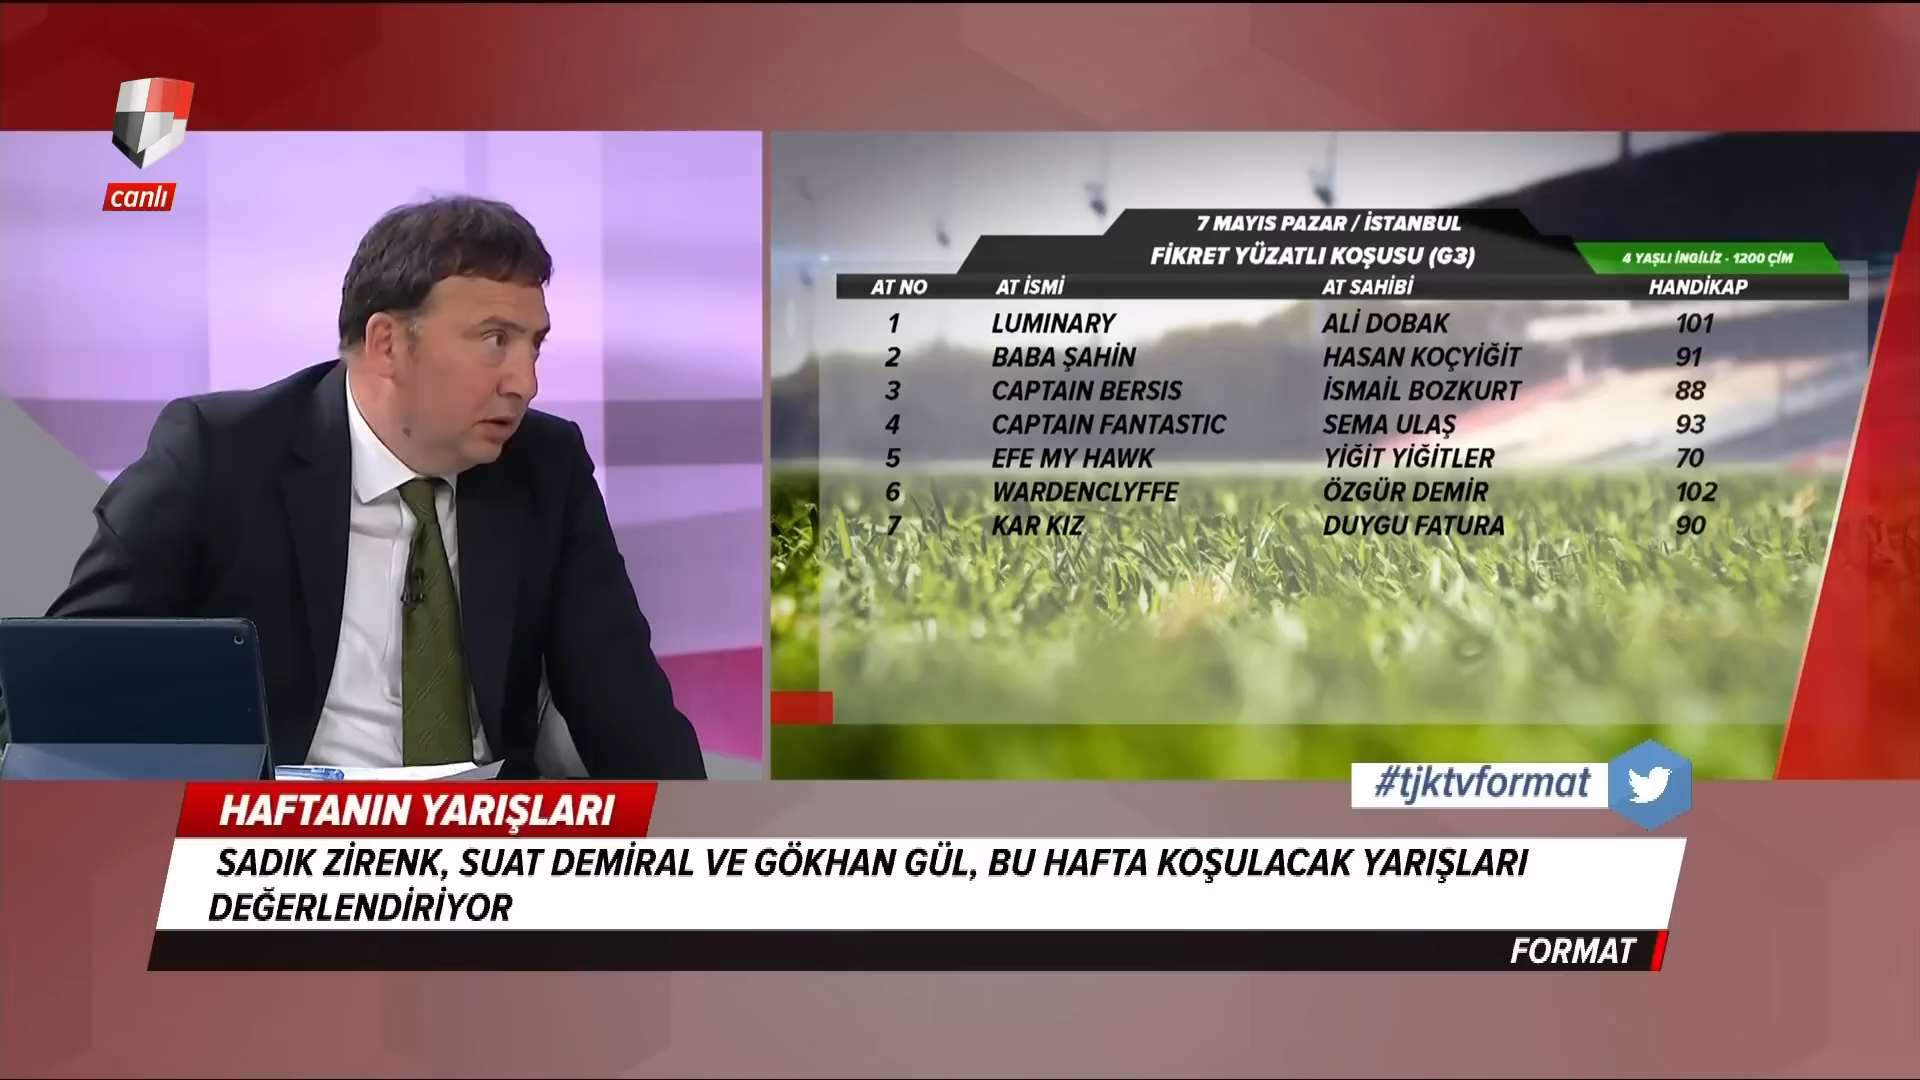 canlı
7 MAYIS PAZAR / İSTANBUL
FİKRET YÜZATLI KOŞUSU (G3)
4 YAŞLI İNGİLİZ - 1200 ÇİM
AT NO AT İSMİ AT SAHİBİ HANDİKAP
1 LUMINARY ALİ DOBAK 101
2 BABA ŞAHİN HASAN KOÇYİĞİT 91
3 CAPTAIN BERSIS İSMAİL BOZKURT 88
4 CAPTAIN FANTASTIC SEMA ULAŞ 93
5 EFE MY HAWK YİĞİT YİĞİTLER 70
6 WARDENCLYFFE ÖZGÜR DEMİR 102
7 KAR KIZ DUYGU FATURA 90
#tjktvformat
HAFTANIN YARIŞLARI
SADIK ZİRENK, SUAT DEMİRAL VE GÖKHAN GÜL, BU HAFTA KOŞULACAK YARIŞLARI
DEĞERLENDİRİYOR
FORMAT